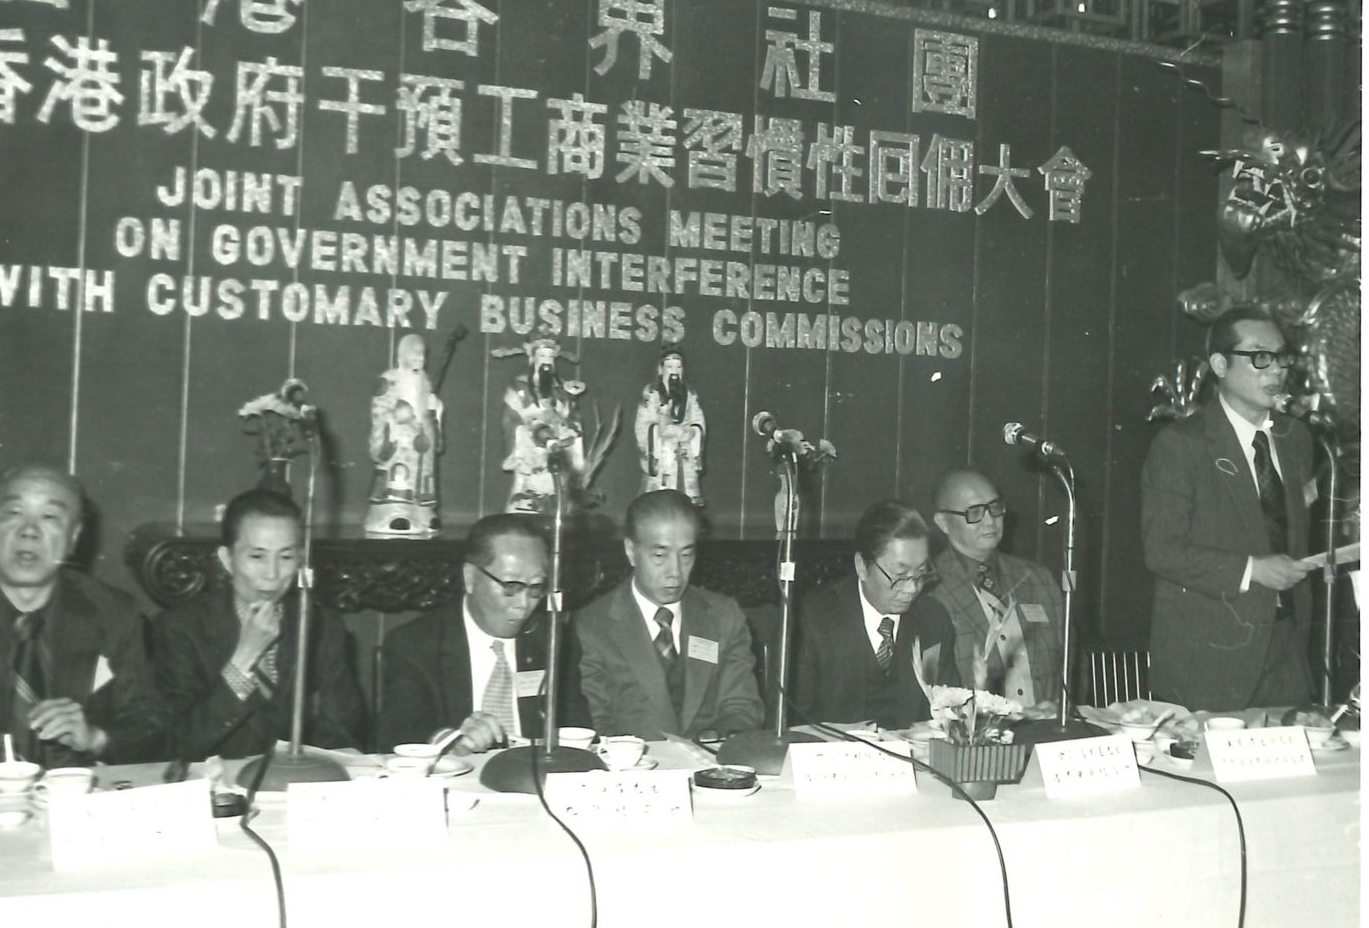 港各界社團
香港政府干預工商業習慣性回佣大會
JOINT ASSOCIATIONS MEETING
ON GOVERNMENT INTERFERENCE
WITH CUSTOMARY BUSINESS COMMISSIONS